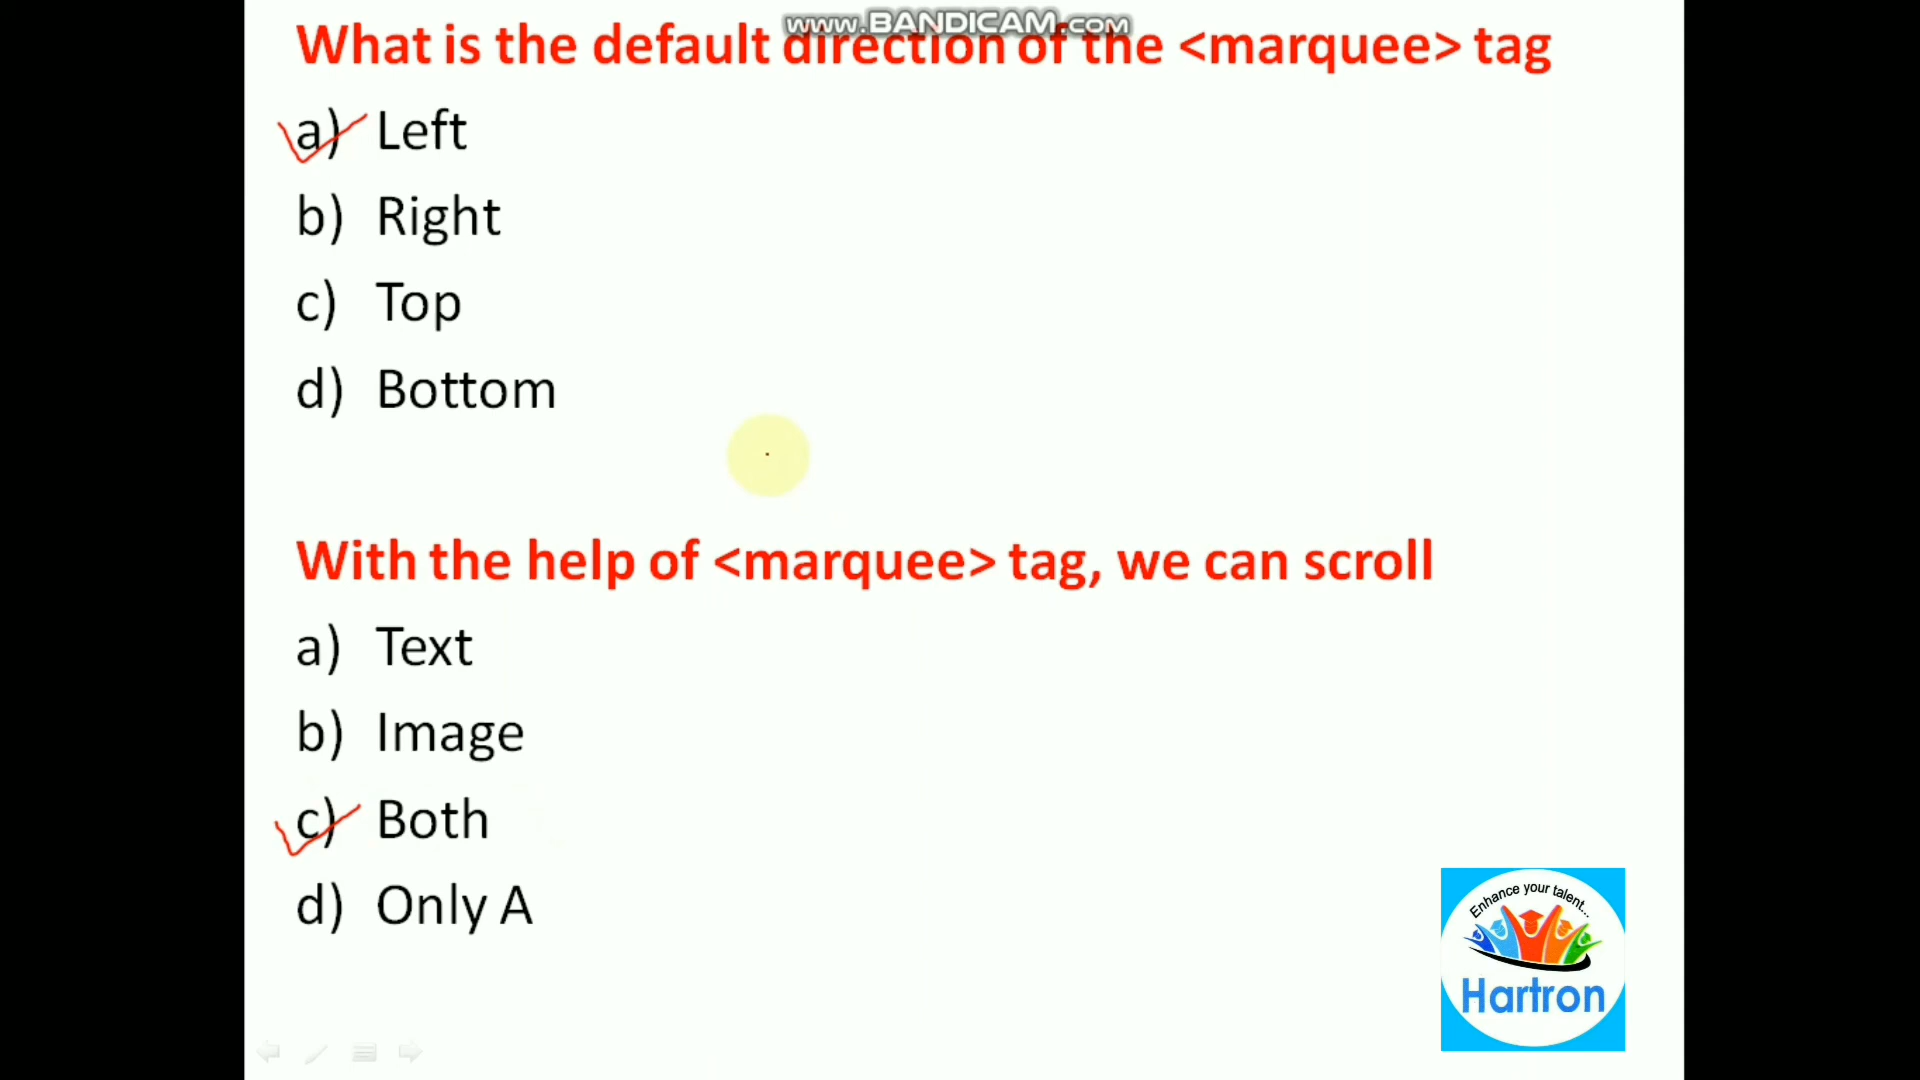 www.BANDICAM.com
What is the default direction of the <marquee> tag
a) Left
b) Right
c) Top
d) Bottom
With the help of <marquee> tag, we can scroll
a) Text
b) Image
c) Both
d) Only A
Enhance your talent...
Hartron